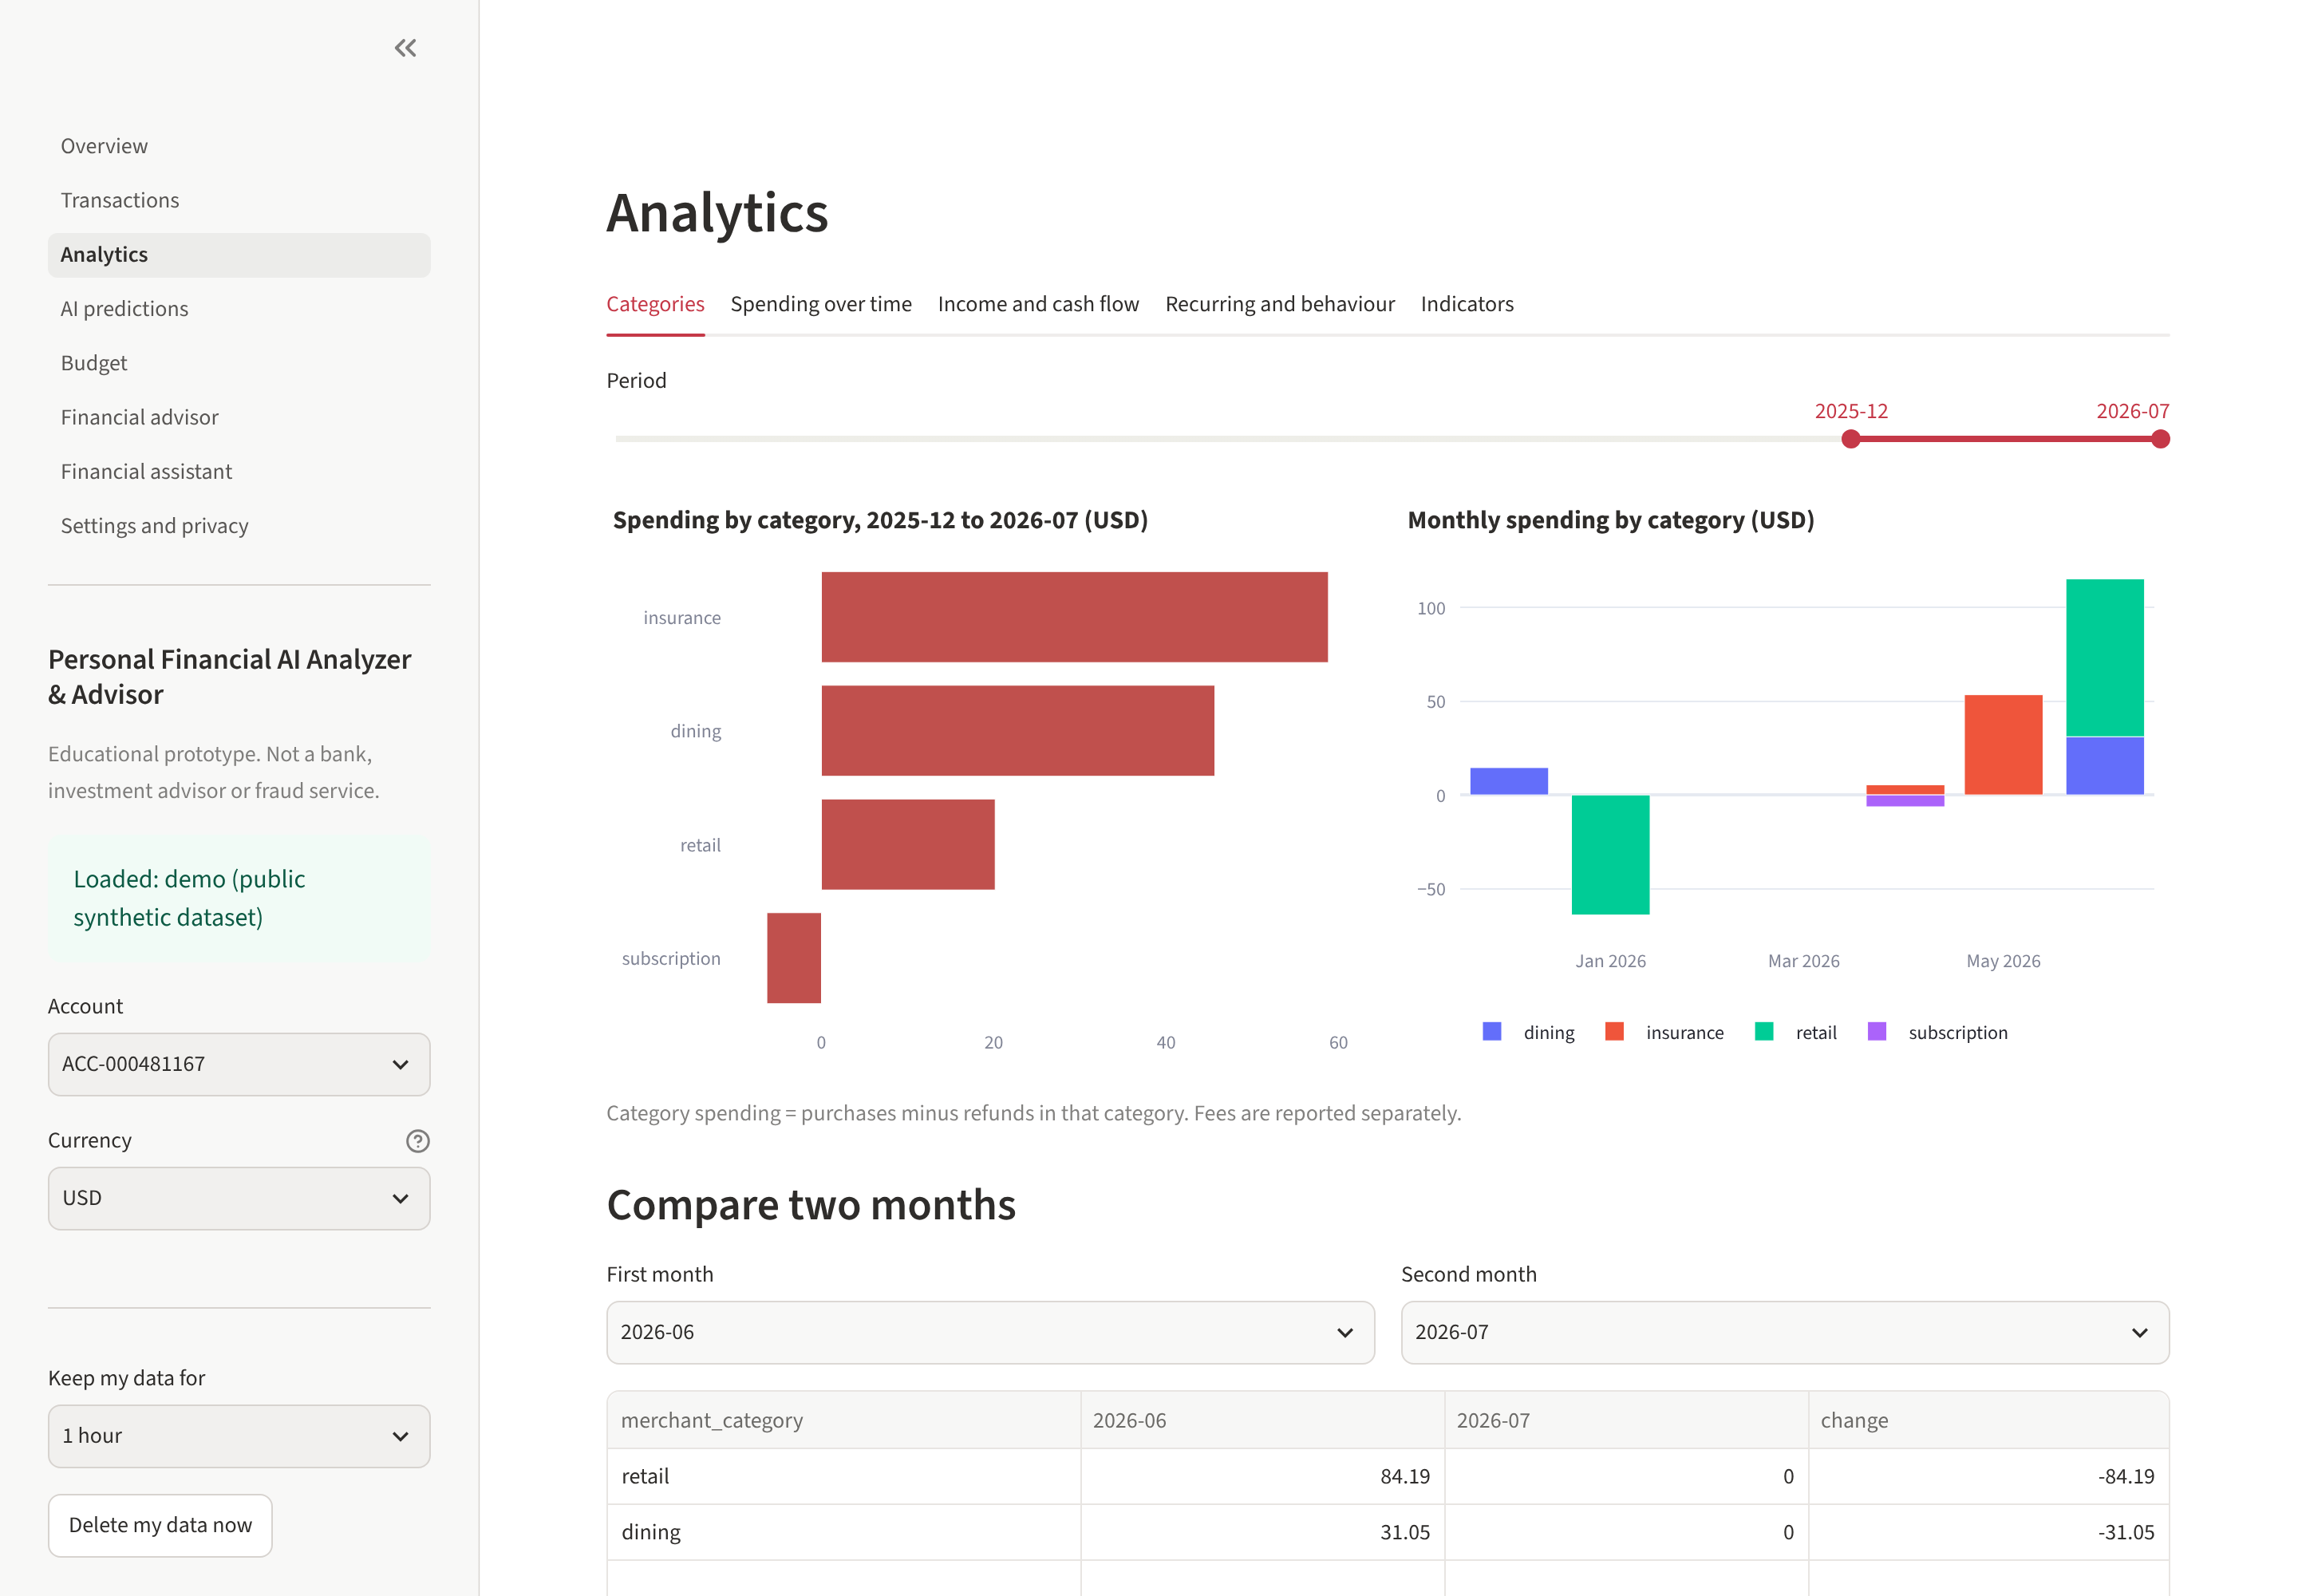 Overview
Transactions
Analytics
AI predictions
Budget
Financial advisor
Financial assistant
Settings and privacy
Personal Financial AI Analyzer
& Advisor
Educational prototype. Not a bank,
investment advisor or fraud service.
Loaded: demo (public
synthetic dataset)
Account
ACC-000481167
Currency
USD
Keep my data for
1 hour
Delete my data now
Analytics
Categories Spending over time Income and cash flow Recurring and behaviour Indicators
Period
2025-12 2026-07
Spending by category, 2025-12 to 2026-07 (USD)
insurance
dining
retail
subscription
0 20 40 60
Monthly spending by category (USD)
100
50
0
−50
Jan 2026 Mar 2026 May 2026
dining insurance retail subscription
Category spending = purchases minus refunds in that category. Fees are reported separately.
Compare two months
First month Second month
2026-06 2026-07
merchant_category 2026-06 2026-07 change
retail 84.19 0 -84.19
dining 31.05 0 -31.05